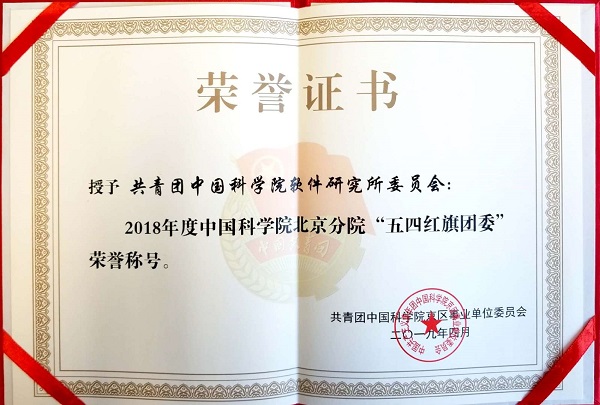 荣誉证书
授予 共青团中国科学院软件研究所委员会：
2018年度中国科学院北京分院“五四红旗团委”
荣誉称号。
共青团中国科学院京区事业单位委员会
二〇一九年四月